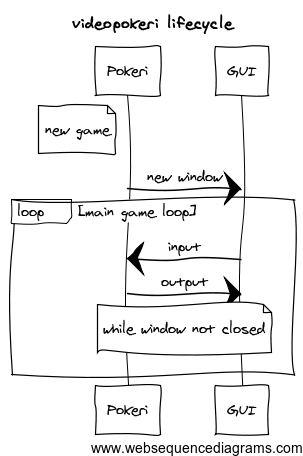 videopokeri lifecycle
Pokeri GUI
new game
new window
loop [main game loop]
input
output
while window not closed
Pokeri GUI
www.websequencediagrams.com